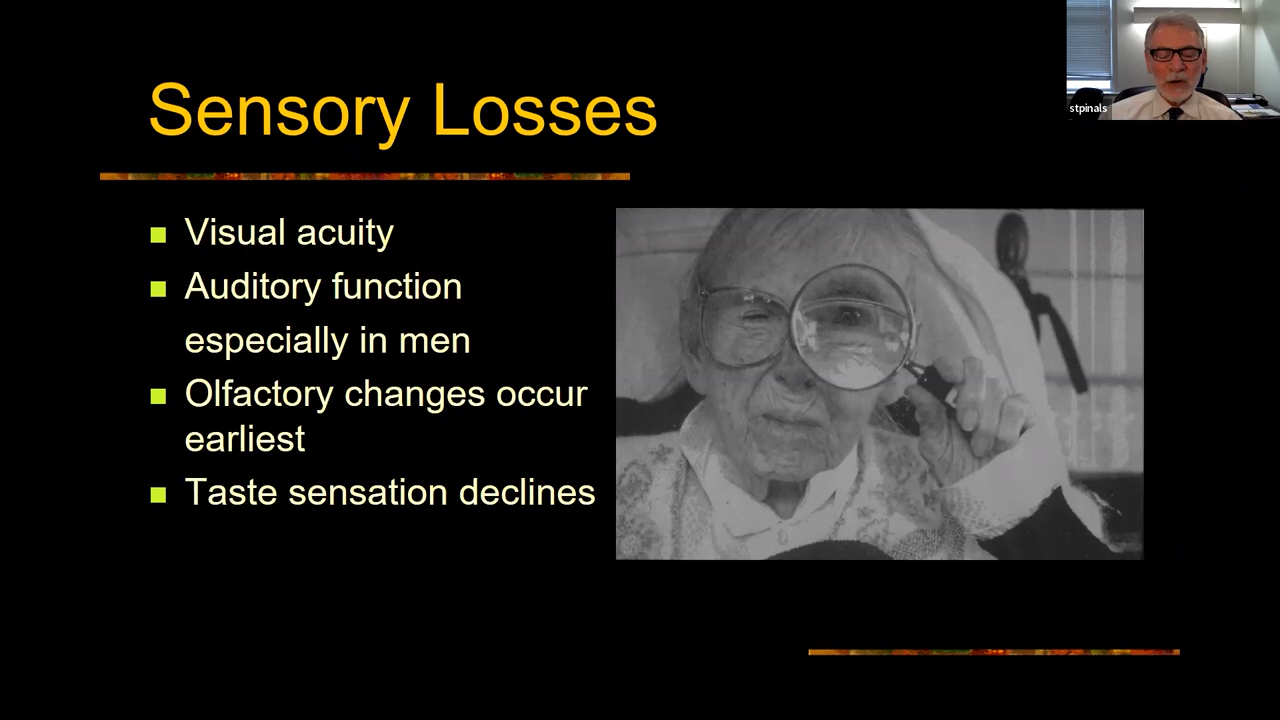 Sensory Losses
stpinals
Visual acuity
Auditory function
especially in men
Olfactory changes occur
earliest
Taste sensation declines